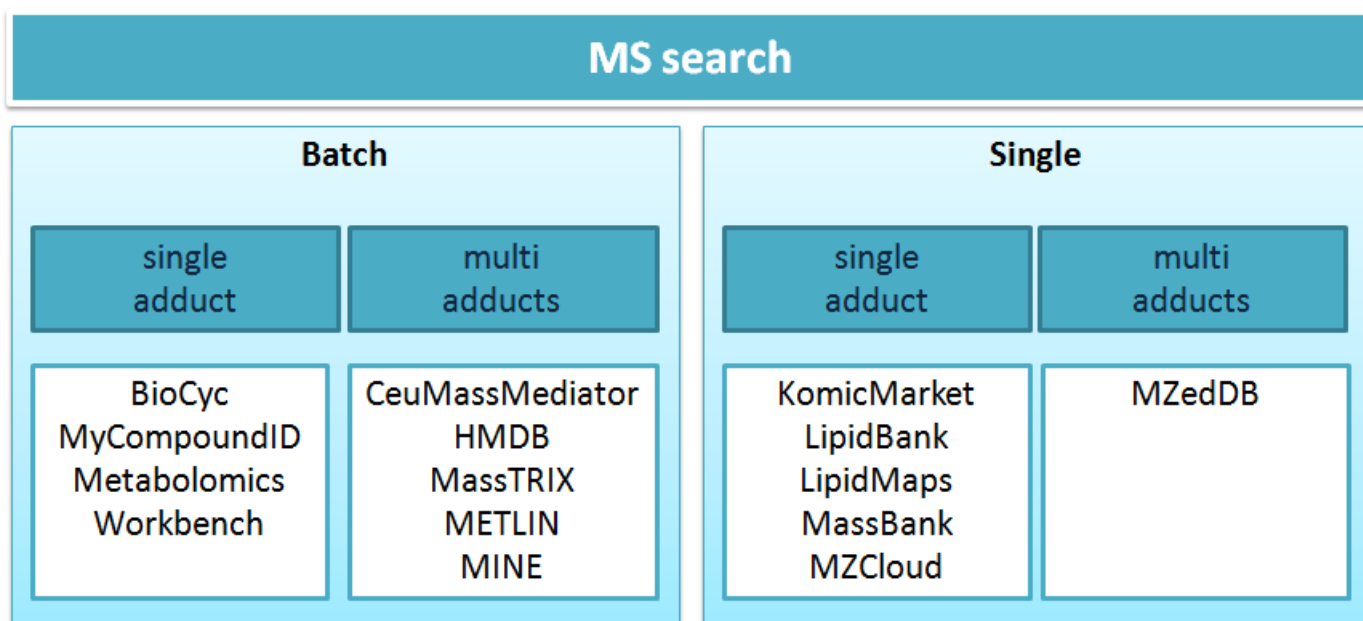 MS search
Batch
single
adduct
multi
adducts
BioCyc
MyCompoundID
Metabolomics
Workbench
CeuMassMediator
HMDB
MassTRIX
METLIN
MINE
Single
single
adduct
multi
adducts
KomicMarket
LipidBank
LipidMaps
MassBank
MZCloud
MZedDB